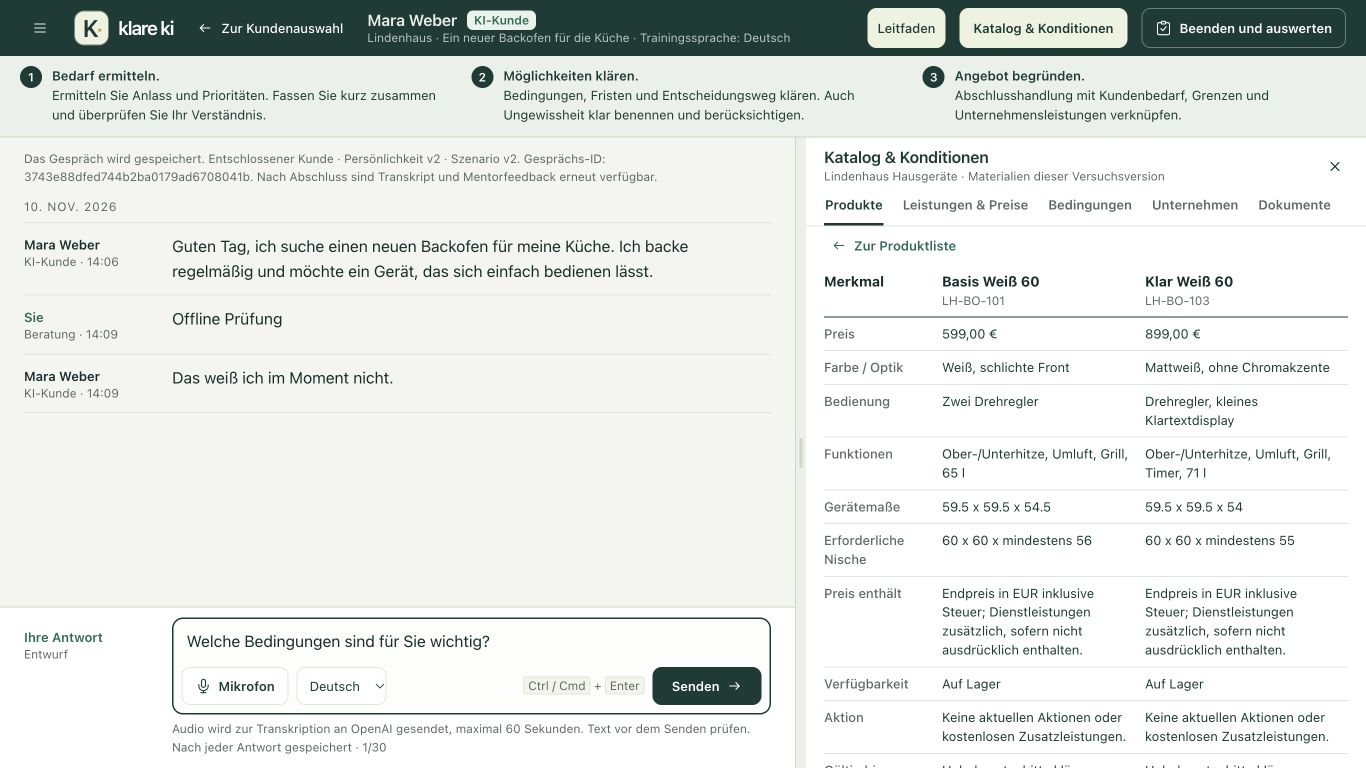 K.
klare ki
Zur Kundenauswahl
Mara Weber KI-Kunde
Lindenhaus · Ein neuer Backofen für die Küche · Trainingssprache: Deutsch
Leitfaden
Katalog & Konditionen
Beenden und auswerten
1 Bedarf ermitteln.
Ermitteln Sie Anlass und Prioritäten. Fassen Sie kurz zusammen
und überprüfen Sie Ihr Verständnis.
2 Möglichkeiten klären.
Bedingungen, Fristen und Entscheidungsweg klären. Auch
Ungewissheit klar benennen und berücksichtigen.
3 Angebot begründen.
Abschlusshandlung mit Kundenbedarf, Grenzen und
Unternehmensleistungen verknüpfen.
Das Gespräch wird gespeichert. Entschlossener Kunde · Persönlichkeit v2 · Szenario v2. Gesprächs-ID:
3743e88dfed744b2ba0179ad6708041b. Nach Abschluss sind Transkript und Mentorfeedback erneut verfügbar.
10. NOV. 2026
Mara Weber
KI-Kunde · 14:06
Guten Tag, ich suche einen neuen Backofen für meine Küche. Ich backe
regelmäßig und möchte ein Gerät, das sich einfach bedienen lässt.
Sie
Beratung · 14:09
Offline Prüfung
Mara Weber
KI-Kunde · 14:09
Das weiß ich im Moment nicht.
Ihre Antwort
Entwurf
Welche Bedingungen sind für Sie wichtig?
Mikrofon
Deutsch
Ctrl / Cmd + Enter
Senden
Audio wird zur Transkription an OpenAI gesendet, maximal 60 Sekunden. Text vor dem Senden prüfen.
Nach jeder Antwort gespeichert · 1/30
Katalog & Konditionen
Lindenhaus Hausgeräte · Materialien dieser Versuchsversion
Produkte Leistungen & Preise Bedingungen Unternehmen Dokumente
Zur Produktliste
Merkmal Basis Weiß 60 Klar Weiß 60
LH-BO-101 LH-BO-103
Preis 599,00 € 899,00 €
Farbe / Optik Weiß, schlichte Front Mattweiß, ohne Chromakzente
Bedienung Zwei Drehregler Drehregler, kleines
Klartextdisplay
Funktionen Ober-/Unterhitze, Umluft, Grill, Ober-/Unterhitze, Umluft, Grill,
65 l Timer, 71 l
Gerätemaße 59.5 x 59.5 x 54.5 59.5 x 59.5 x 54
Erforderliche 60 x 60 x mindestens 56 60 x 60 x mindestens 55
Nische
Preis enthält Endpreis in EUR inklusive Endpreis in EUR inklusive
Steuer; Dienstleistungen Steuer; Dienstleistungen
zusätzlich, sofern nicht zusätzlich, sofern nicht
ausdrücklich enthalten. ausdrücklich enthalten.
Verfügbarkeit Auf Lager Auf Lager
Aktion Keine aktuellen Aktionen oder Keine aktuellen Aktionen oder
kostenlosen Zusatzleistungen. kostenlosen Zusatzleistungen.